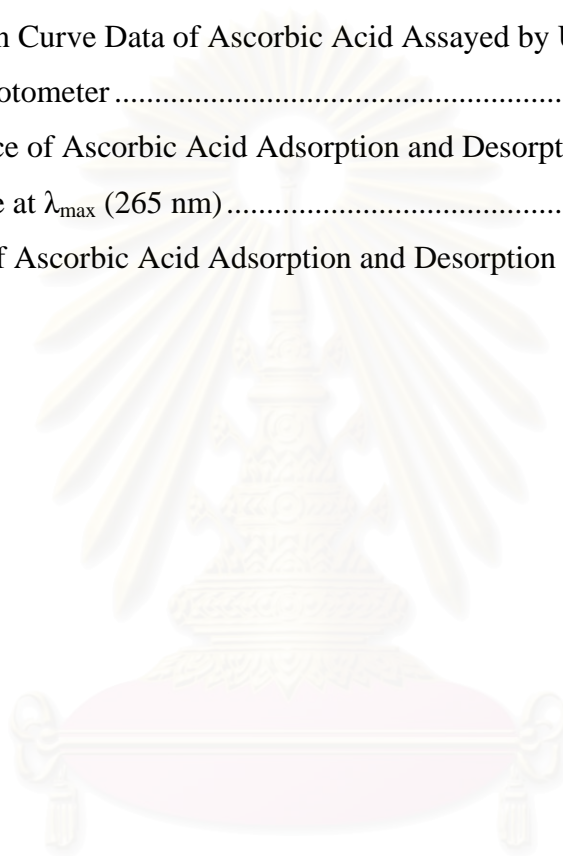 n Curve Data of Ascorbic Acid Assayed by U
otometer ..................................................................
ce of Ascorbic Acid Adsorption and Desorpt
e at λmax (265 nm) ..................................................
f Ascorbic Acid Adsorption and Desorption